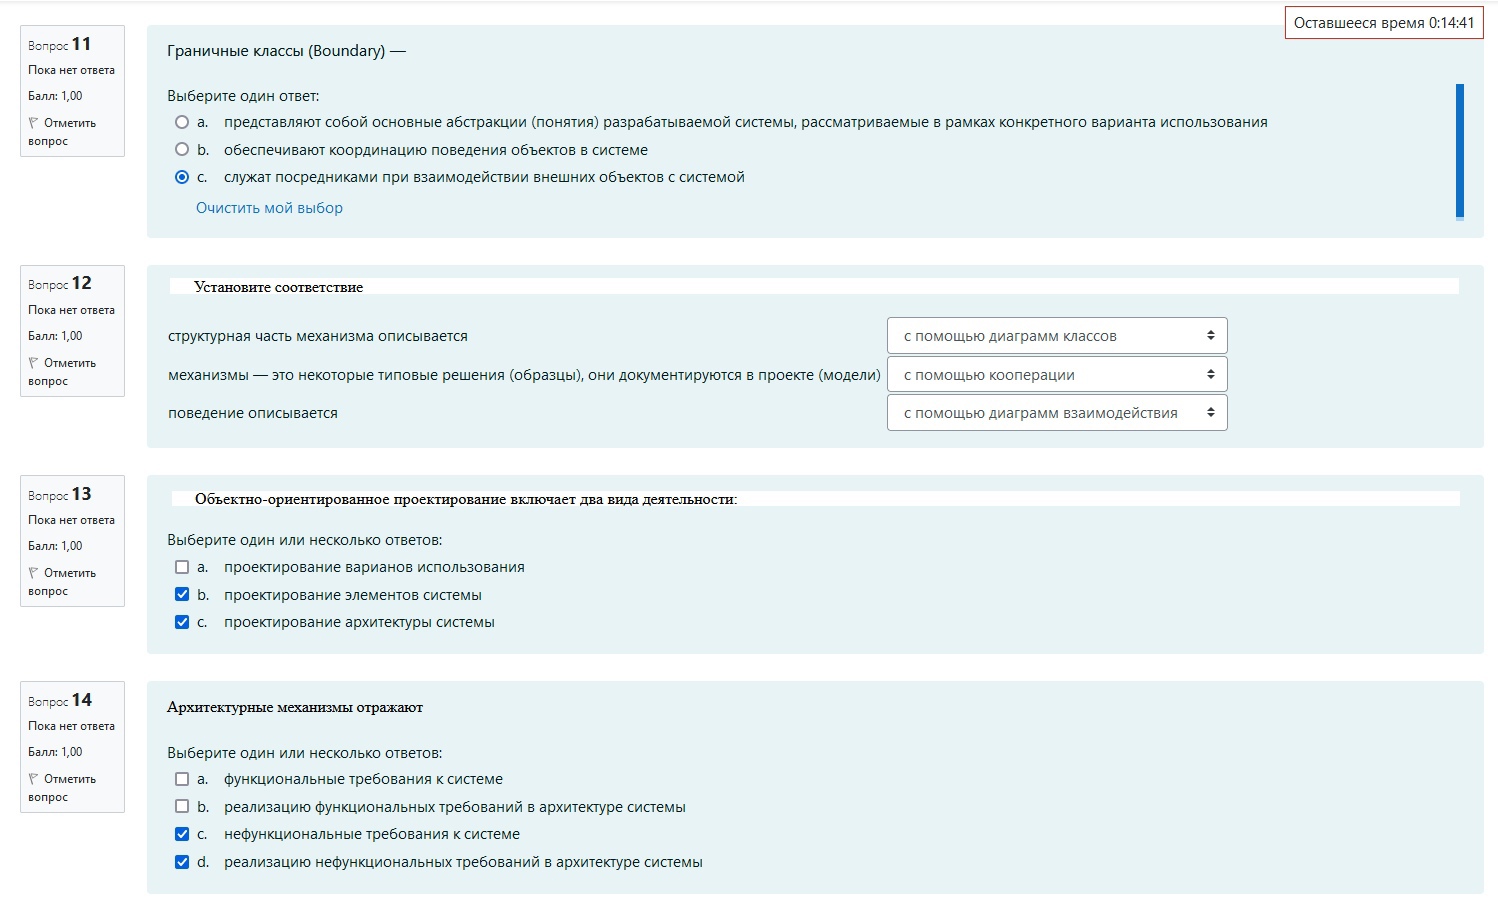 Оставшееся время 0:14:41
Вопрос 11
Пока нет ответа
Балл: 1,00
Отметить
вопрос
Граничные классы (Boundary) —
Выберите один ответ:
a. представляют собой основные абстракции (понятия) разрабатываемой системы, рассматриваемые в рамках конкретного варианта использования
b. обеспечивают координацию поведения объектов в системе
c. служат посредниками при взаимодействии внешних объектов с системой
Очистить мой выбор
Вопрос 12
Пока нет ответа
Балл: 1,00
Отметить
вопрос
Установите соответствие
структурная часть механизма описывается с помощью диаграмм классов
механизмы — это некоторые типовые решения (образцы), они документируются в проекте (модели) с помощью кооперации
поведение описывается с помощью диаграмм взаимодействия
Вопрос 13
Пока нет ответа
Балл: 1,00
Отметить
вопрос
Объектно-ориентированное проектирование включает два вида деятельности:
Выберите один или несколько ответов:
a. проектирование варианов использования
b. проектирование элементов системы
c. проектирование архитектуры системы
Вопрос 14
Пока нет ответа
Балл: 1,00
Отметить
вопрос
Архитектурные механизмы отражают
Выберите один или несколько ответов:
a. функциональные требования к системе
b. реализацию функциональных требований в архитектуре системы
c. нефункциональные требования к системе
d. реализацию нефункциональных требований в архитектуре системы